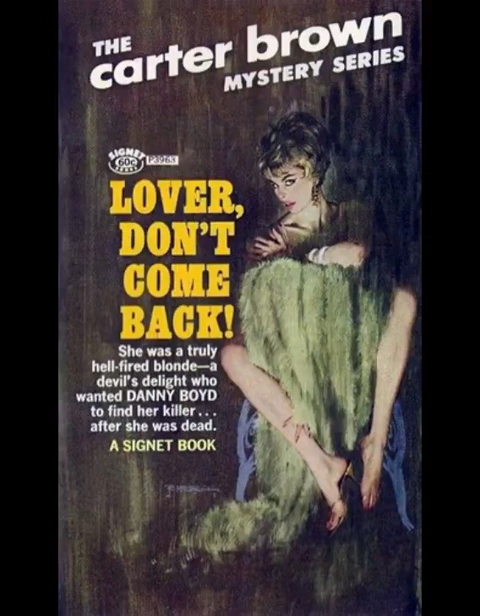 THE
carter brown
MYSTERY SERIES
SIGNET
60c
P3963
LOVER,
DON'T
COME
BACK!
She was a truly
hell-fired blonde—a
devil's delight who
wanted DANNY BOYD
to find her killer...
after she was dead.
A SIGNET BOOK